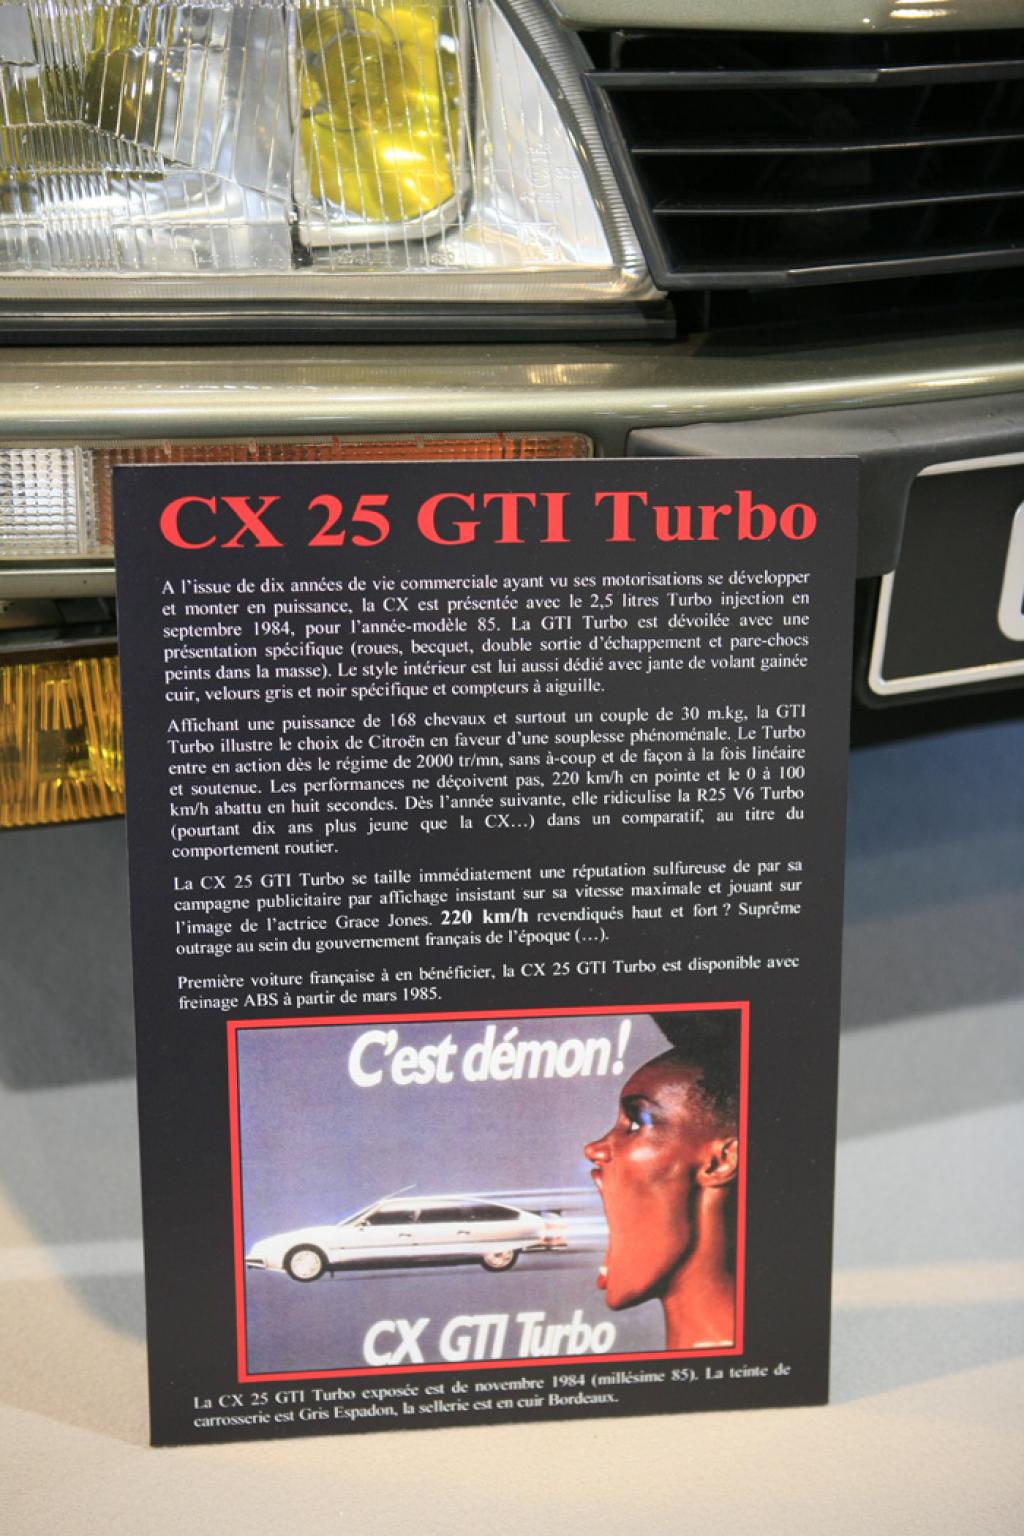 CX 25 GTI Turbo
A l'issue de dix années de vie commerciale ayant vu ses motorisations se développer
et monter en puissance, la CX est présentée avec le 2,5 litres Turbo injection en
septembre 1984, pour l'année-modèle 85. La GTI Turbo est dévoilée avec une
présentation spécifique (roues, becquet, double sortie d'échappement et pare-chocs
peints dans la masse). Le style intérieur est lui aussi dédié avec jante de volant gainée
cuir, velours gris et noir spécifique et compteurs à aiguille.
Affichant une puissance de 168 chevaux et surtout un couple de 30 m.kg, la GTI
Turbo illustre le choix de Citroën en faveur d'une souplesse phénoménale. Le Turbo
entre en action dès le régime de 2000 tr/mn, sans à-coup et de façon à la fois linéaire
et soutenue. Les performances ne déçoivent pas, 220 km/h en pointe et le 0 à 100
km/h abattu en huit secondes. Dès l'année suivante, elle ridiculise la R25 V6 Turbo
(pourtant dix ans plus jeune que la CX…) dans un comparatif, au titre du
comportement routier.
La CX 25 GTI Turbo se taille immédiatement une réputation sulfureuse de par sa
campagne publicitaire par affichage insistant sur sa vitesse maximale et jouant sur
l'image de l'actrice Grace Jones. 220 km/h revendiqués haut et fort ? Suprême
outrage au sein du gouvernement français de l'époque (…).
Première voiture française à en bénéficier, la CX 25 GTI Turbo est disponible avec
freinage ABS à partir de mars 1985.
C'est démon!
CX GTI Turbo
La CX 25 GTI Turbo exposée est de novembre 1984 (millésime 85). La teinte de
carrosserie est Gris Espadon, la sellerie est en cuir Bordeaux.